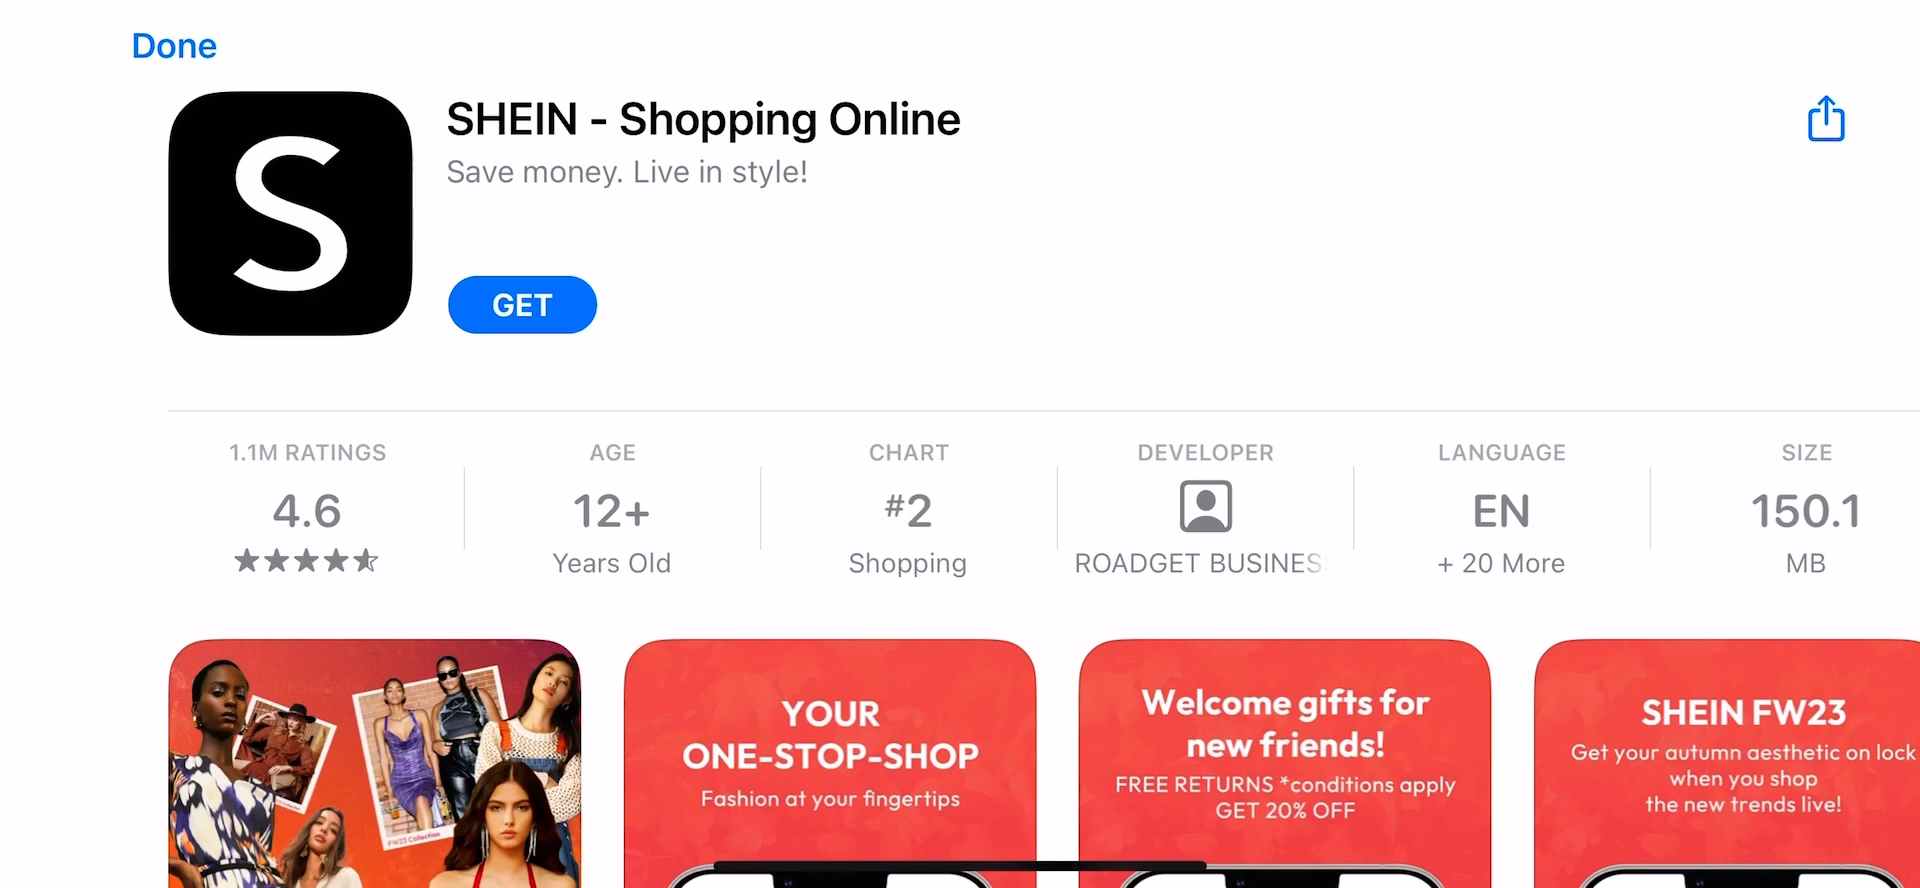 Done
S
SHEIN - Shopping Online
Save money. Live in style!
GET
1.1M RATINGS
4.6
AGE
12+
Years Old
CHART
#2
Shopping
DEVELOPER
ROADGET BUSINES
LANGUAGE
EN
+ 20 More
SIZE
150.1
MB
FW23 Collection
YOUR
ONE-STOP-SHOP
Fashion at your fingertips
Welcome gifts for
new friends!
FREE RETURNS *conditions apply
GET 20% OFF
SHEIN FW23
Get your autumn aesthetic on lock
when you shop
the new trends live!